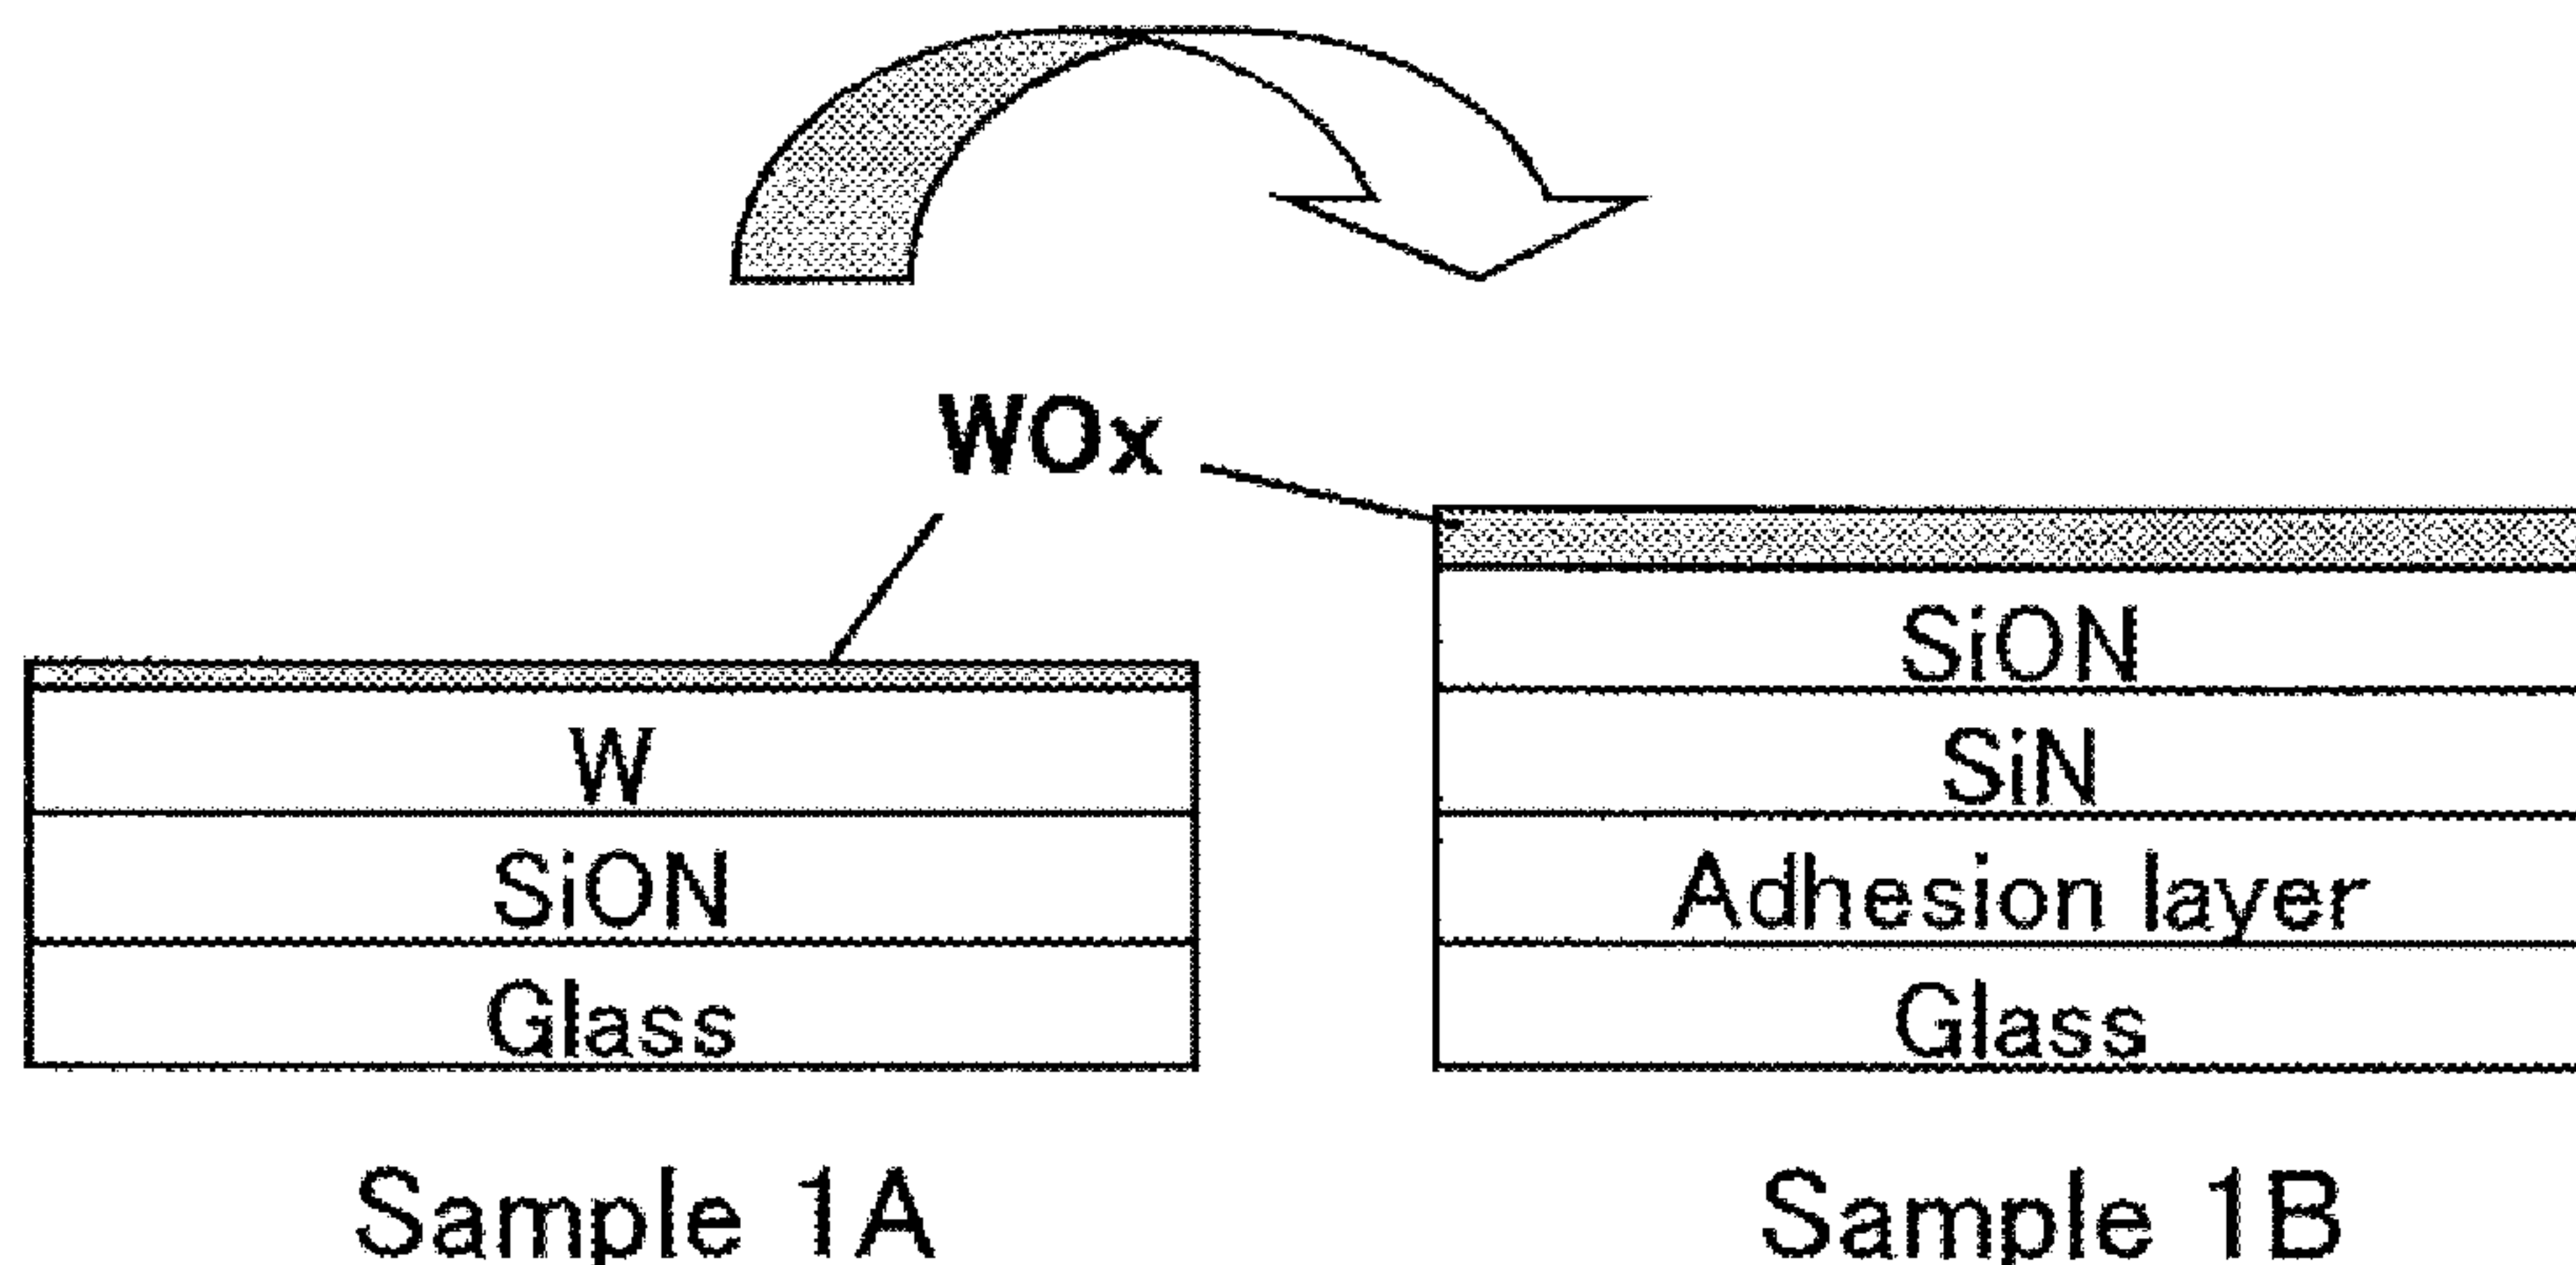 WOx
W
SiON
Glass
Sample 1A
SiON
SiN
Adhesion layer
Glass
Sample 1B